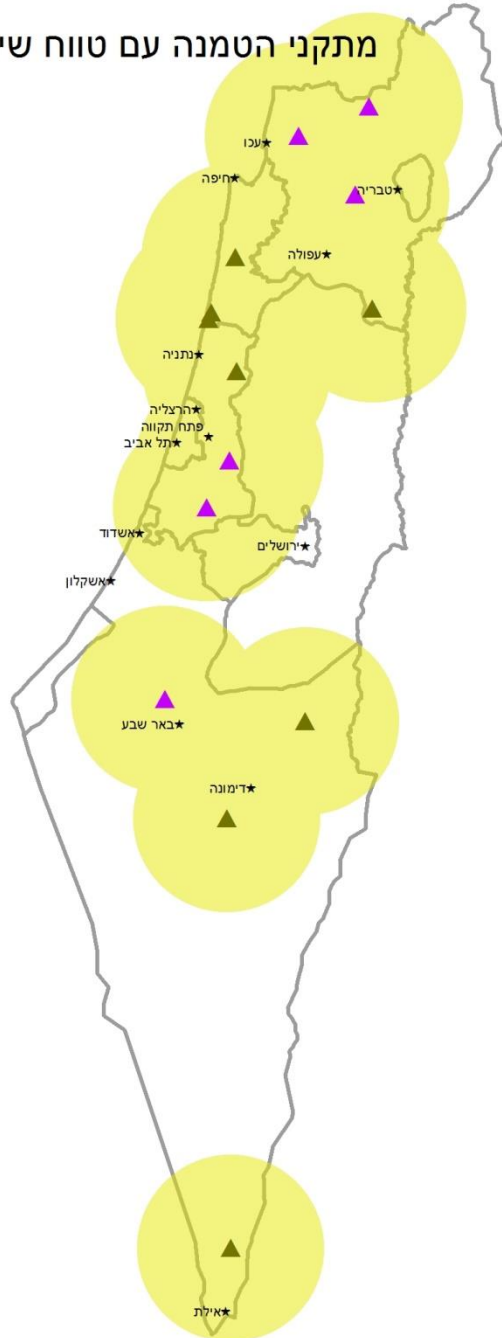 מתקני הטמנה עם טווח שי
עכו
חיפה
טבריה
עפולה
נתניה
הרצליה
פתח תקווה
תל אביב
אשדוד
ירושלים
אשקלון
באר שבע
דימונה
אילת